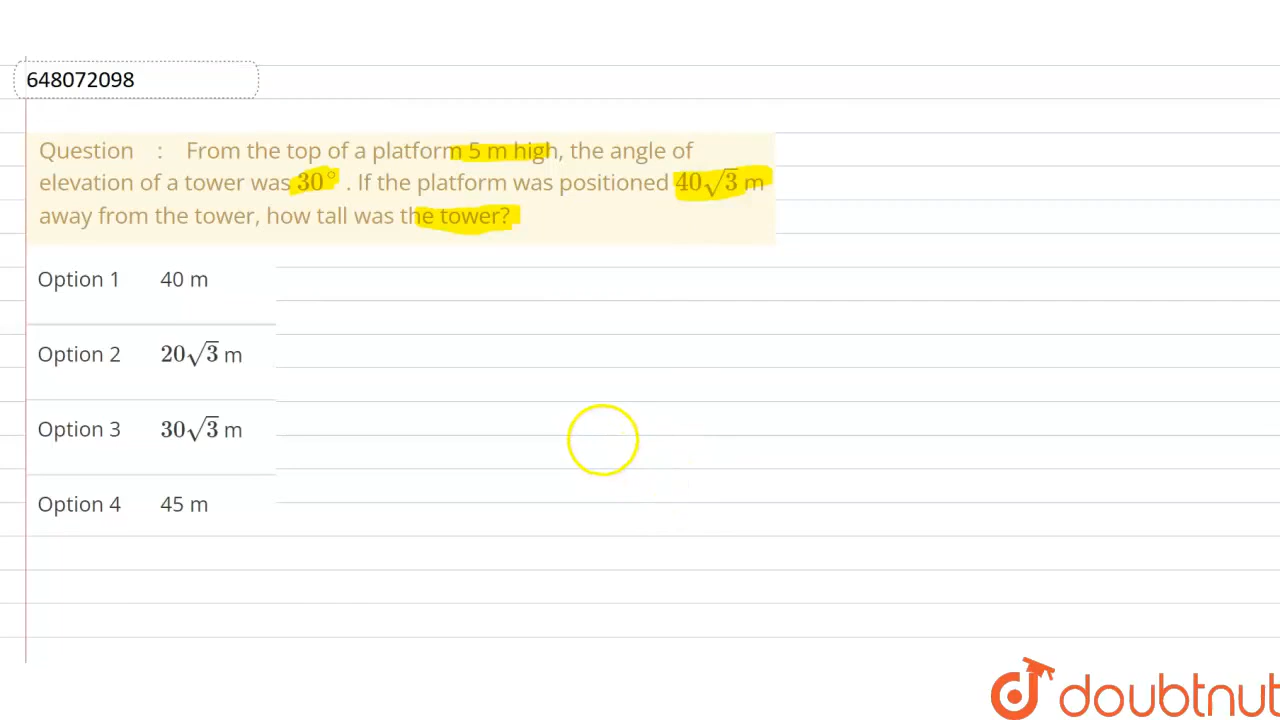 648072098
Question : From the top of a platform 5 m high, the angle of
elevation of a tower was 30° . If the platform was positioned 40√3 m
away from the tower, how tall was the tower?
Option 1 40 m
Option 2 20√3 m
Option 3 30√3 m
Option 4 45 m
doubtnut